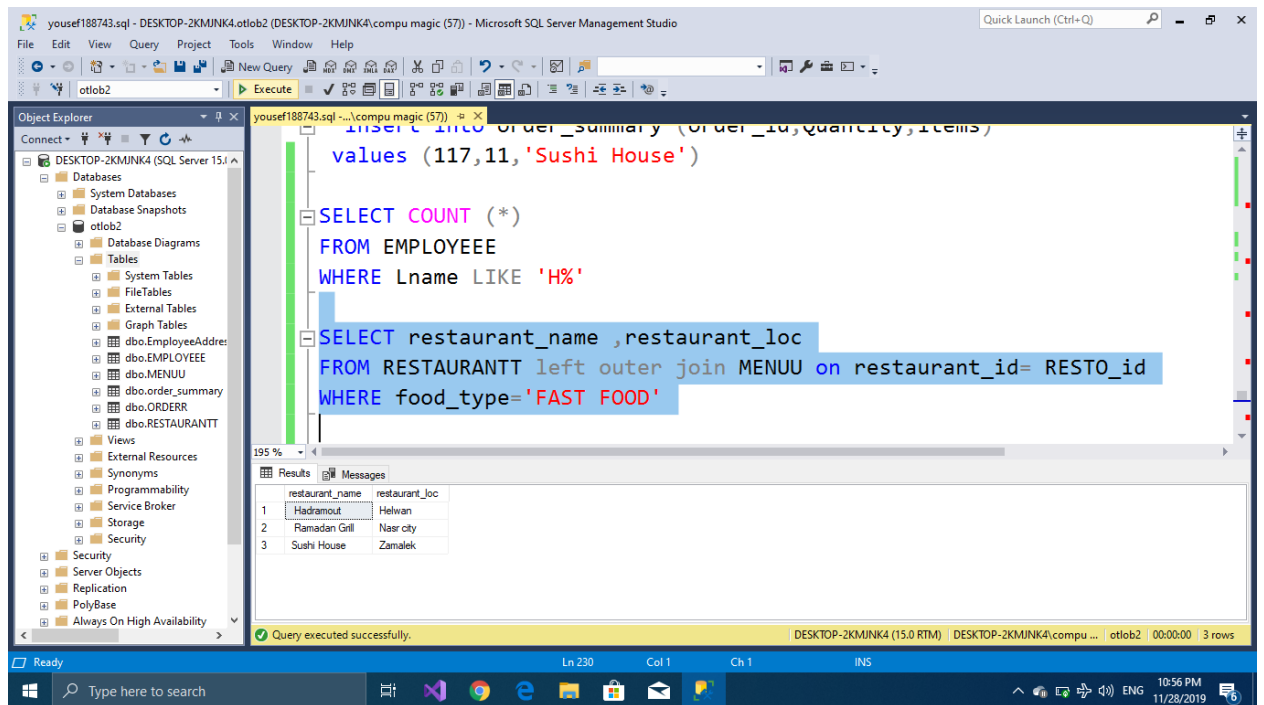 yousef188743.sql - DESKTOP-2KMJNK4.otlob2 (DESKTOP-2KMJNK4\compu magic (57)) - Microsoft SQL Server Management Studio
Quick Launch (Ctrl+Q)
File Edit View Query Project Tools Window Help
New Query
otlob2 Execute
Object Explorer
yousef188743.sql -...\compu magic (57))
Connect
DESKTOP-2KMJNK4 (SQL Server 15.
Databases
System Databases
Database Snapshots
otlob2
Database Diagrams
Tables
System Tables
FileTables
External Tables
Graph Tables
dbo.EmployeeAddre
dbo.EMPLOYEEE
dbo.MENUU
dbo.order_summary
dbo.ORDERR
dbo.RESTAURANTT
Views
External Resources
Synonyms
Programmability
Service Broker
Storage
Security
Security
Server Objects
Replication
PolyBase
Always On High Availability
insert into order_summary (order_id,Quantity,items)
values (117,11,'Sushi House')
SELECT COUNT (*)
FROM EMPLOYEEE
WHERE Lname LIKE 'H%'
SELECT restaurant_name ,restaurant_loc
FROM RESTAURANTT left outer join MENUU on restaurant_id= RESTO_id
WHERE food_type='FAST FOOD'
195 %
Results Messages
restaurant_name restaurant_loc
1 Hadramout Helwan
2 Ramadan Grill Nasr city
3 Sushi House Zamalek
Query executed successfully.
DESKTOP-2KMJNK4 (15.0 RTM) DESKTOP-2KMJNK4\compu ... otlob2 00:00:00 3 rows
Ready Ln 230 Col 1 Ch 1 INS
Type here to search
ENG
10:56 PM
11/28/2019
6